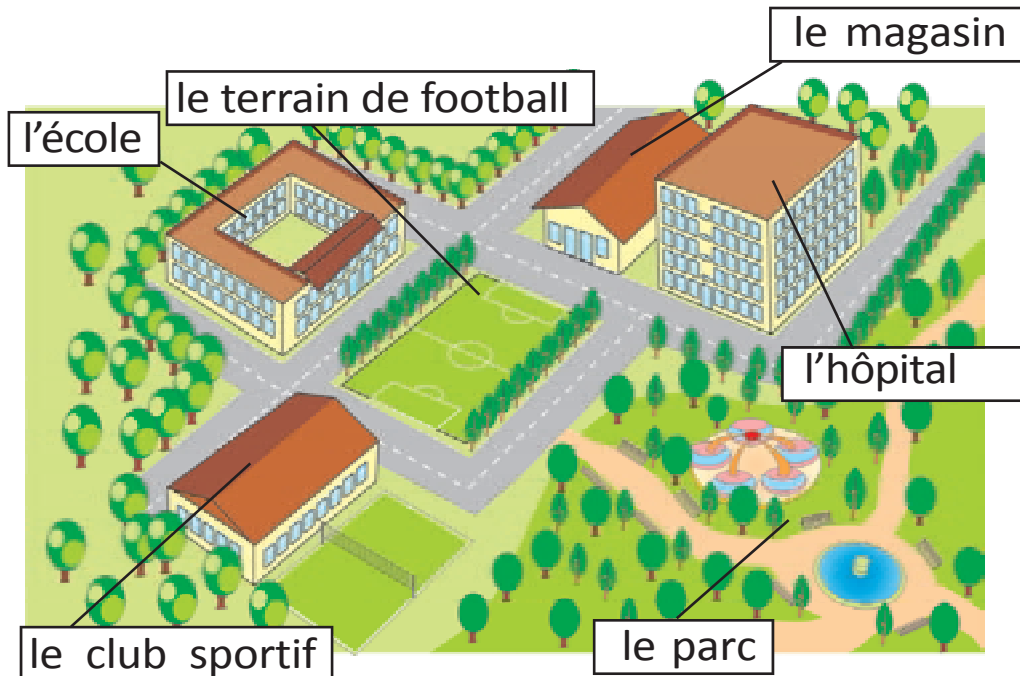 le magasin
le terrain de football
l'école
l'hôpital
le club sportif
le parc